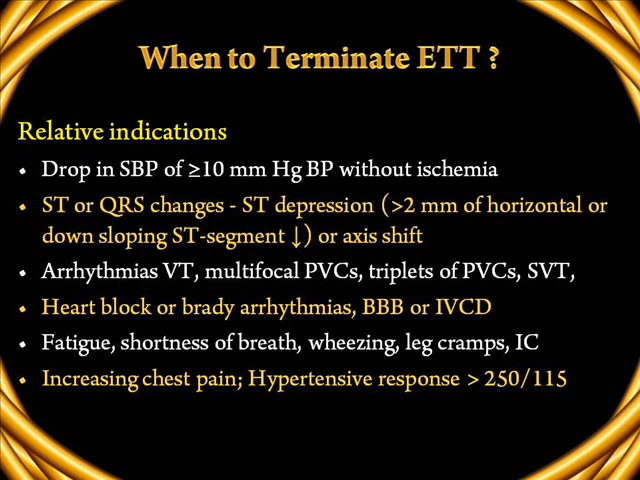 When to Terminate ETT ?
Relative indications
• Drop in SBP of ≥10 mm Hg BP without ischemia
• ST or QRS changes - ST depression (>2 mm of horizontal or
down sloping ST-segment ↓) or axis shift
• Arrhythmias VT, multifocal PVCs, triplets of PVCs, SVT,
• Heart block or brady arrhythmias, BBB or IVCD
• Fatigue, shortness of breath, wheezing, leg cramps, IC
• Increasing chest pain; Hypertensive response > 250/115